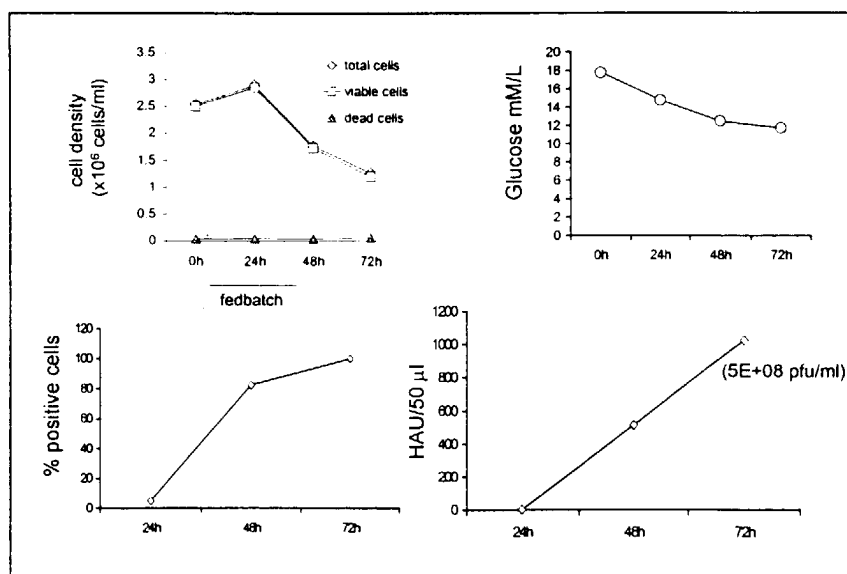 3.5
3
2.5
2
1.5
1
0.5
0
cell density
(x10⁶ cells/ml)
total cells
viable cells
dead cells
0h 24h 48h 72h
fedbatch
20
18
16
14
12
10
8
6
4
2
0
Glucose mM/L
0h 24h 48h 72h
120
100
80
60
40
20
0
% positive cells
24h 48h 72h
1200
1000
800
600
400
200
0
HAU/50 µl
(5E+08 pfu/ml)
24h 48h 72h